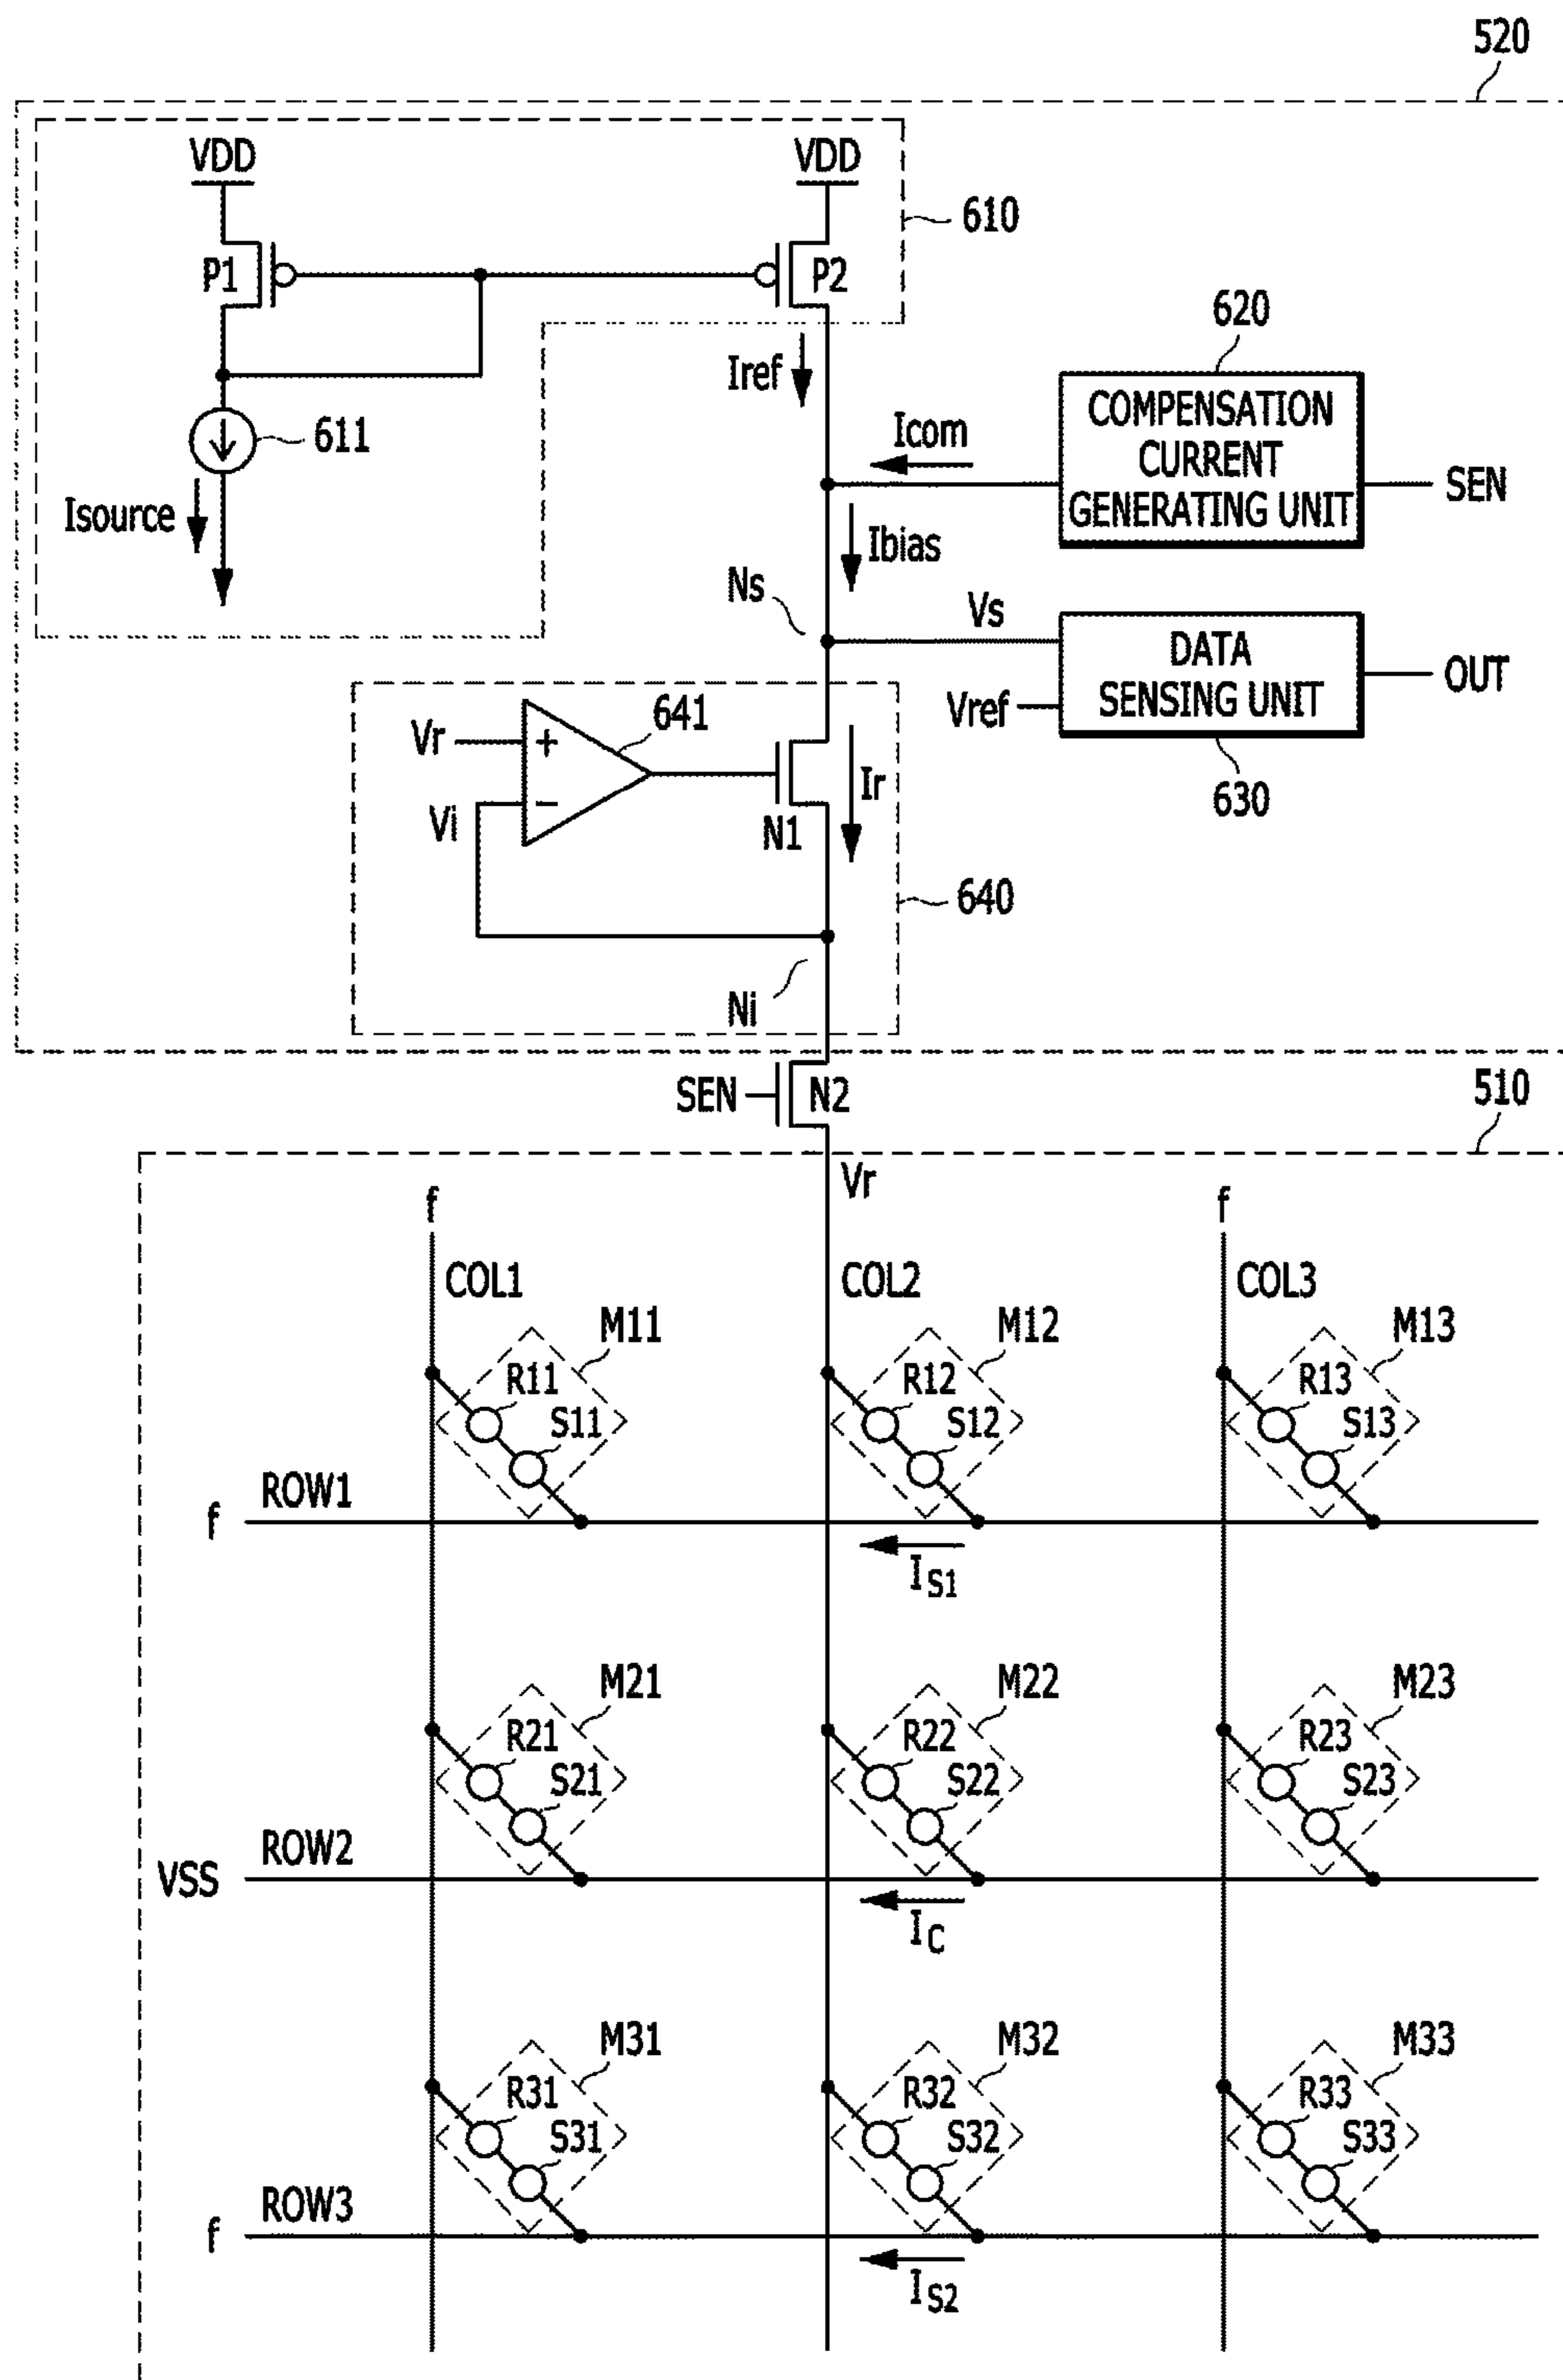 520
VDD
VDD
610
P1
P2
620
Iref
COMPENSATION
CURRENT
GENERATING UNIT
Icom
SEN
611
Isource
Ibias
Ns
Vs
DATA
SENSING UNIT
OUT
Vref
630
641
Vr
+
−
Vi
N1
Ir
640
Ni
SEN
N2
510
Vr
f
f
COL1
COL2
COL3
M11
M12
M13
R11
R12
R13
S11
S12
S13
ROW1
f
IS1
M21
M22
M23
R21
R22
R23
S21
S22
S23
ROW2
VSS
IC
M31
M32
M33
R31
R32
R33
S31
S32
S33
ROW3
f
IS2